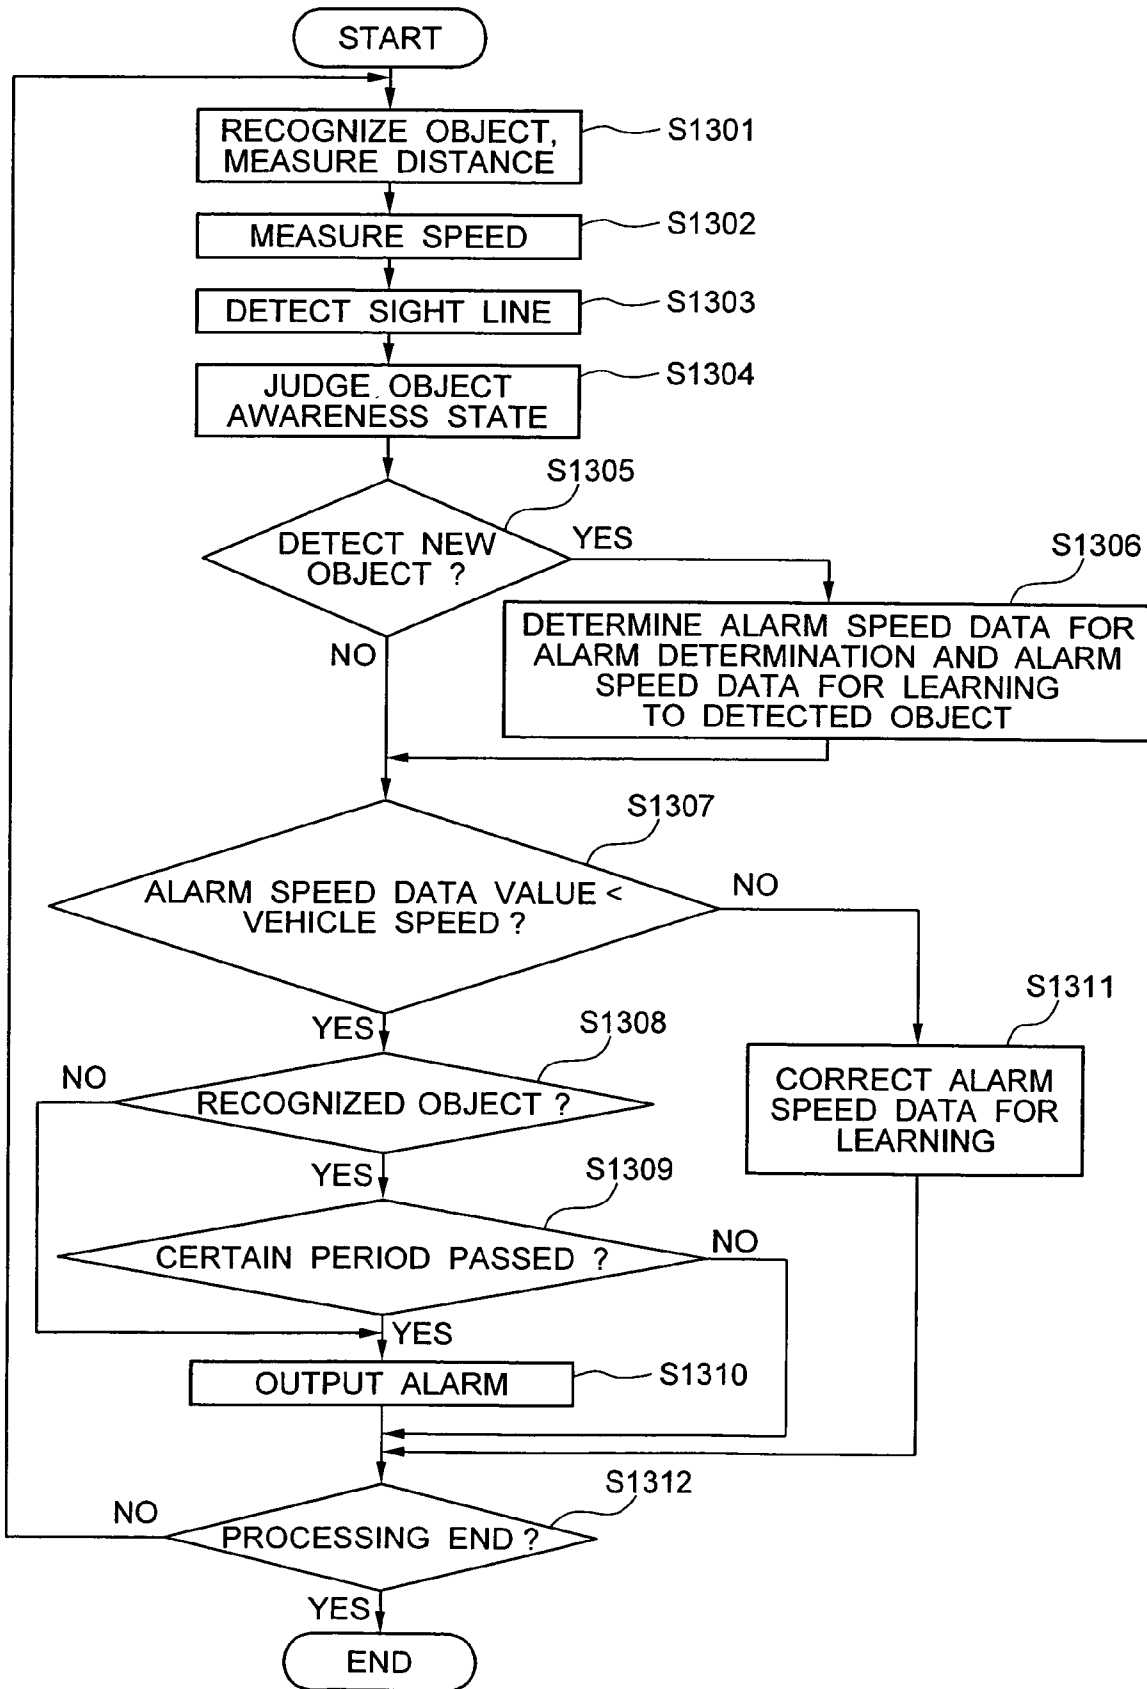 START
RECOGNIZE OBJECT,
MEASURE DISTANCE
S1301
MEASURE SPEED
S1302
DETECT SIGHT LINE
S1303
JUDGE OBJECT
AWARENESS STATE
S1304
S1305
DETECT NEW
OBJECT ?
YES
NO
S1306
DETERMINE ALARM SPEED DATA FOR
ALARM DETERMINATION AND ALARM
SPEED DATA FOR LEARNING
TO DETECTED OBJECT
S1307
ALARM SPEED DATA VALUE <
VEHICLE SPEED ?
NO
YES
S1311
CORRECT ALARM
SPEED DATA FOR
LEARNING
S1308
NO
RECOGNIZED OBJECT ?
YES
S1309
CERTAIN PERIOD PASSED ?
NO
YES
OUTPUT ALARM
S1310
S1312
NO
PROCESSING END ?
YES
END